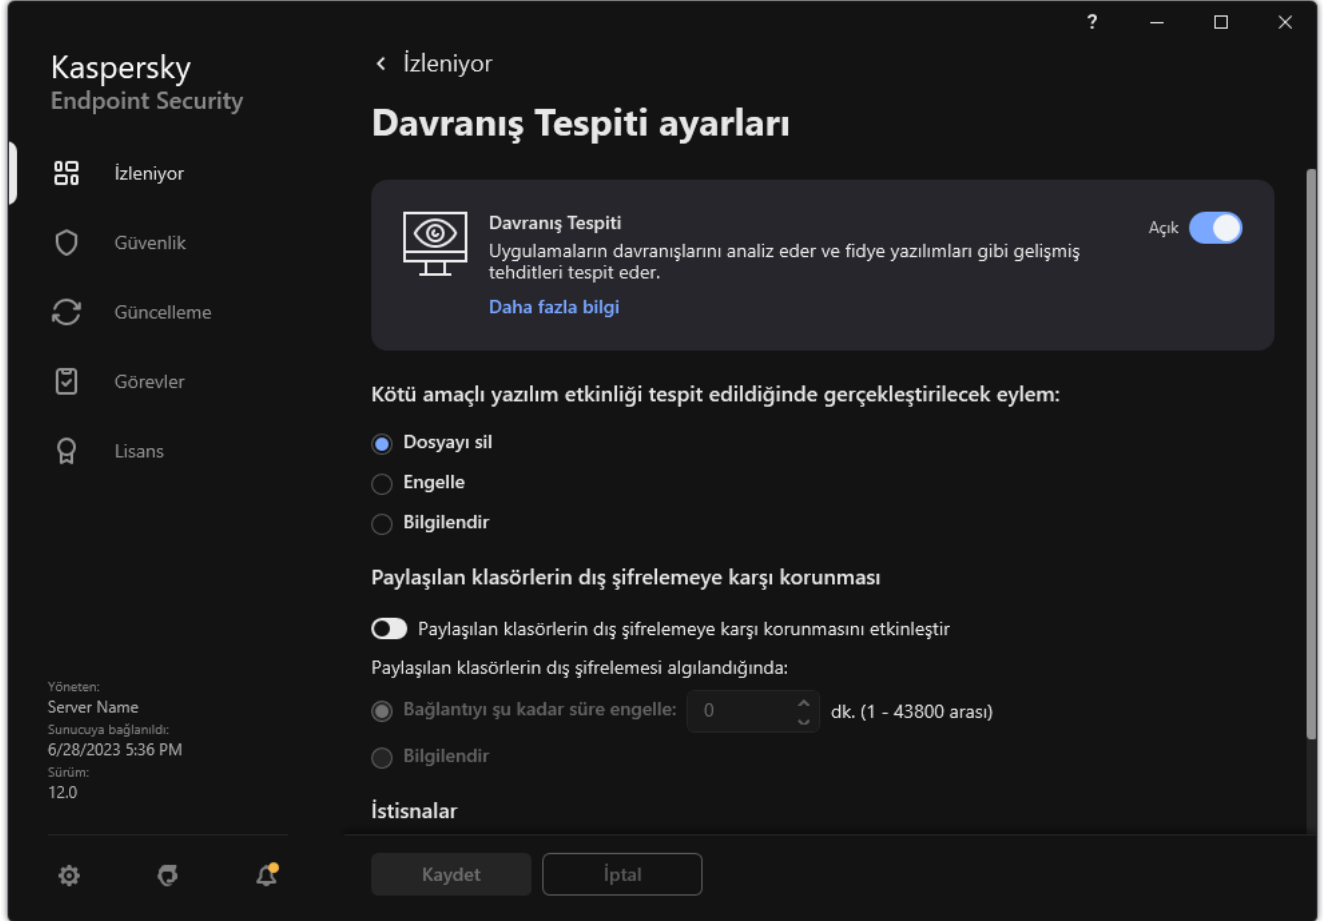 ?
Kaspersky
Endpoint Security
İzleniyor
Güvenlik
Güncelleme
Görevler
Lisans
Yöneten:
Server Name
Sunucuya bağlanıldı:
6/28/2023 5:36 PM
Sürüm:
12.0
İzleniyor
Davranış Tespiti ayarları
Davranış Tespiti
Açık
Uygulamaların davranışlarını analiz eder ve fidye yazılımları gibi gelişmiş
tehditleri tespit eder.
Daha fazla bilgi
Kötü amaçlı yazılım etkinliği tespit edildiğinde gerçekleştirilecek eylem:
Dosyayı sil
Engelle
Bilgilendir
Paylaşılan klasörlerin dış şifrelemeye karşı korunması
Paylaşılan klasörlerin dış şifrelemeye karşı korunmasını etkinleştir
Paylaşılan klasörlerin dış şifrelemesi algılandığında:
Bağlantıyı şu kadar süre engelle: 0 dk. (1 - 43800 arası)
Bilgilendir
İstisnalar
Kaydet
İptal